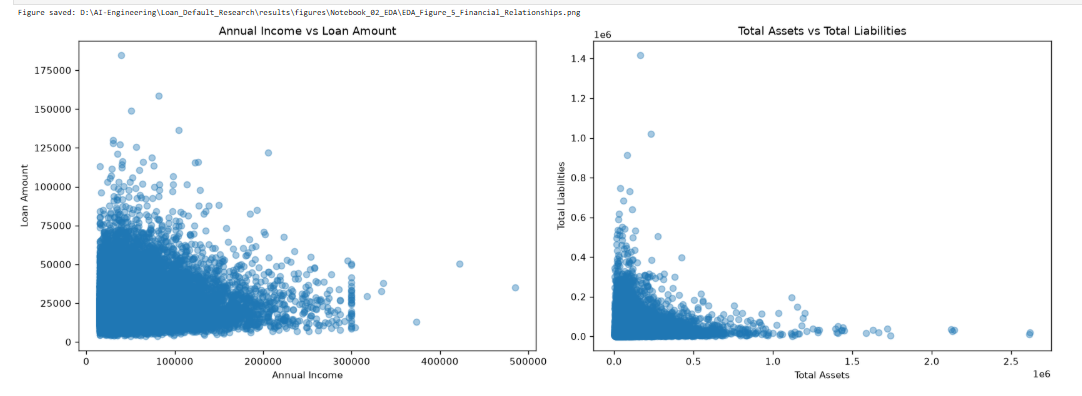 Figure saved: D:\AI-Engineering\Loan_Default_Research\results\figures\Notebook_02_EDA\EDA_Figure_5_Financial_Relationships.png
Annual Income vs Loan Amount
175000
150000
125000
100000
75000
50000
25000
0
Loan Amount
0 100000 200000 300000 400000 500000
Annual Income
Total Assets vs Total Liabilities
1e6
1.4
1.2
1.0
0.8
0.6
0.4
0.2
0.0
Total Liabilities
0.0 0.5 1.0 1.5 2.0 2.5
1e6
Total Assets